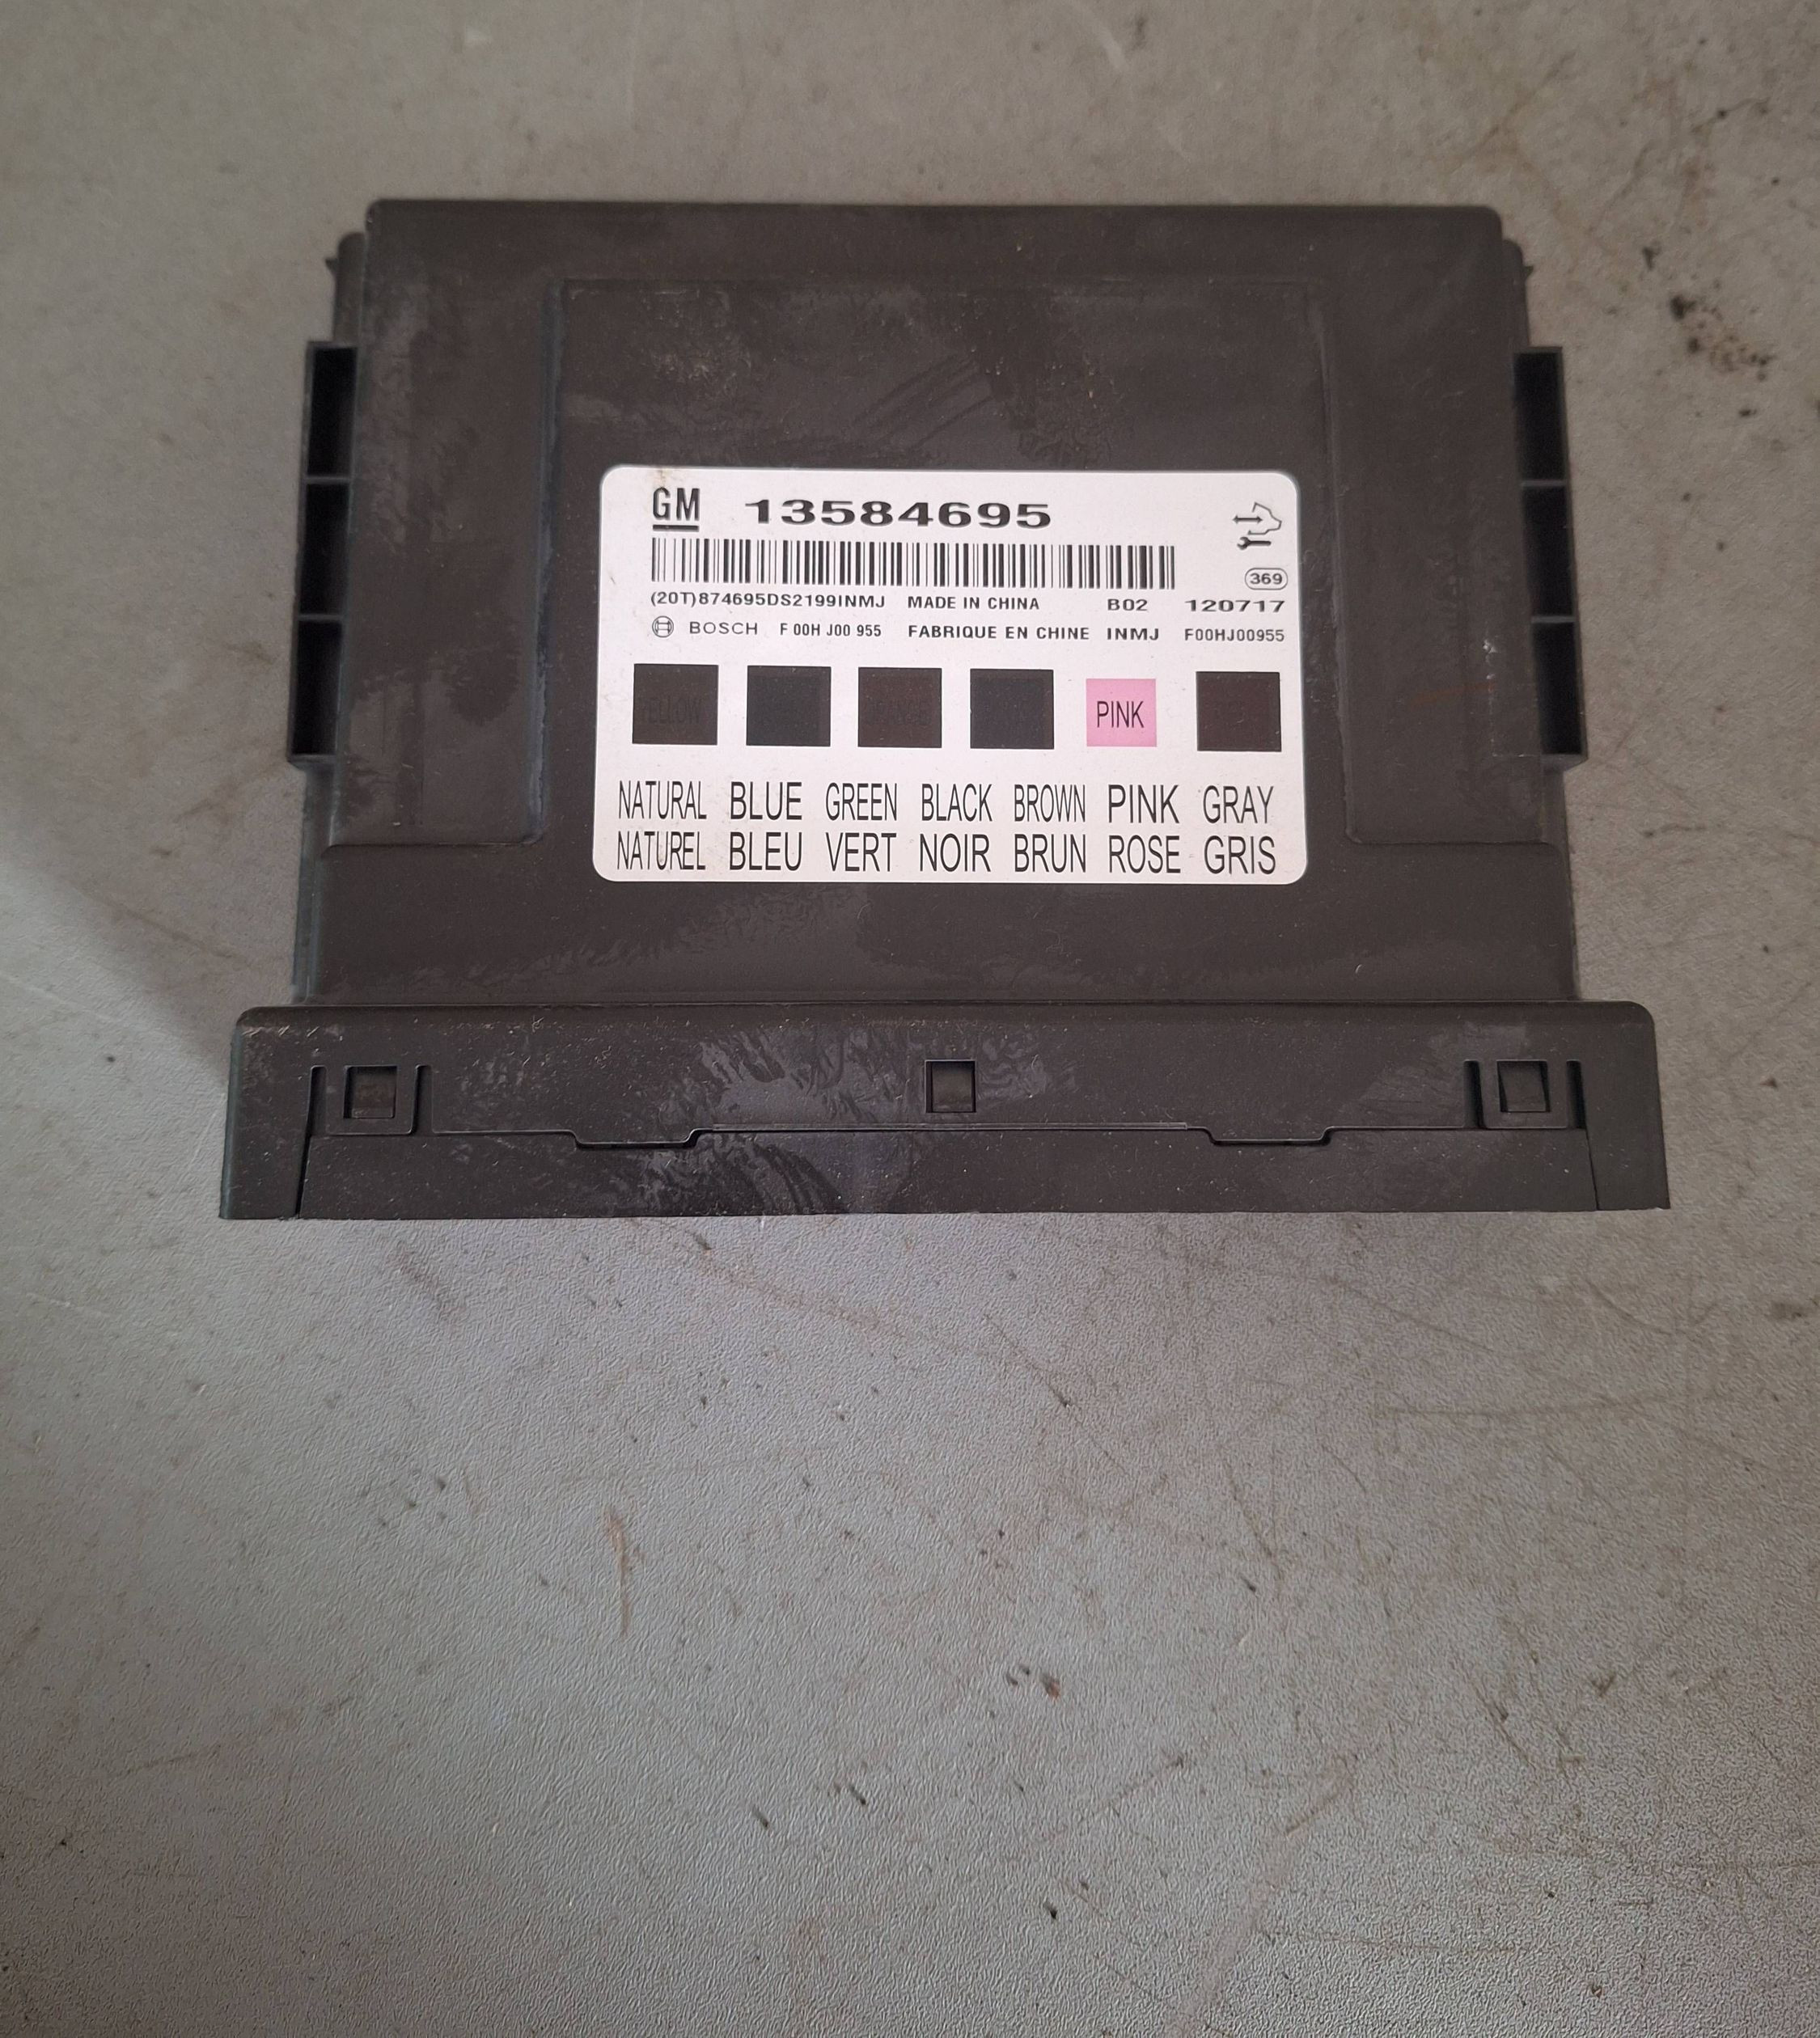 GM 13584695
369
(20T)874695DS2199INMJ MADE IN CHINA B02 120717
BOSCH F 00H J00 955 FABRIQUE EN CHINE INMJ F00HJ00955
YELLOW PINK
NATURAL BLUE GREEN BLACK BROWN PINK GRAY
NATUREL BLEU VERT NOIR BRUN ROSE GRIS